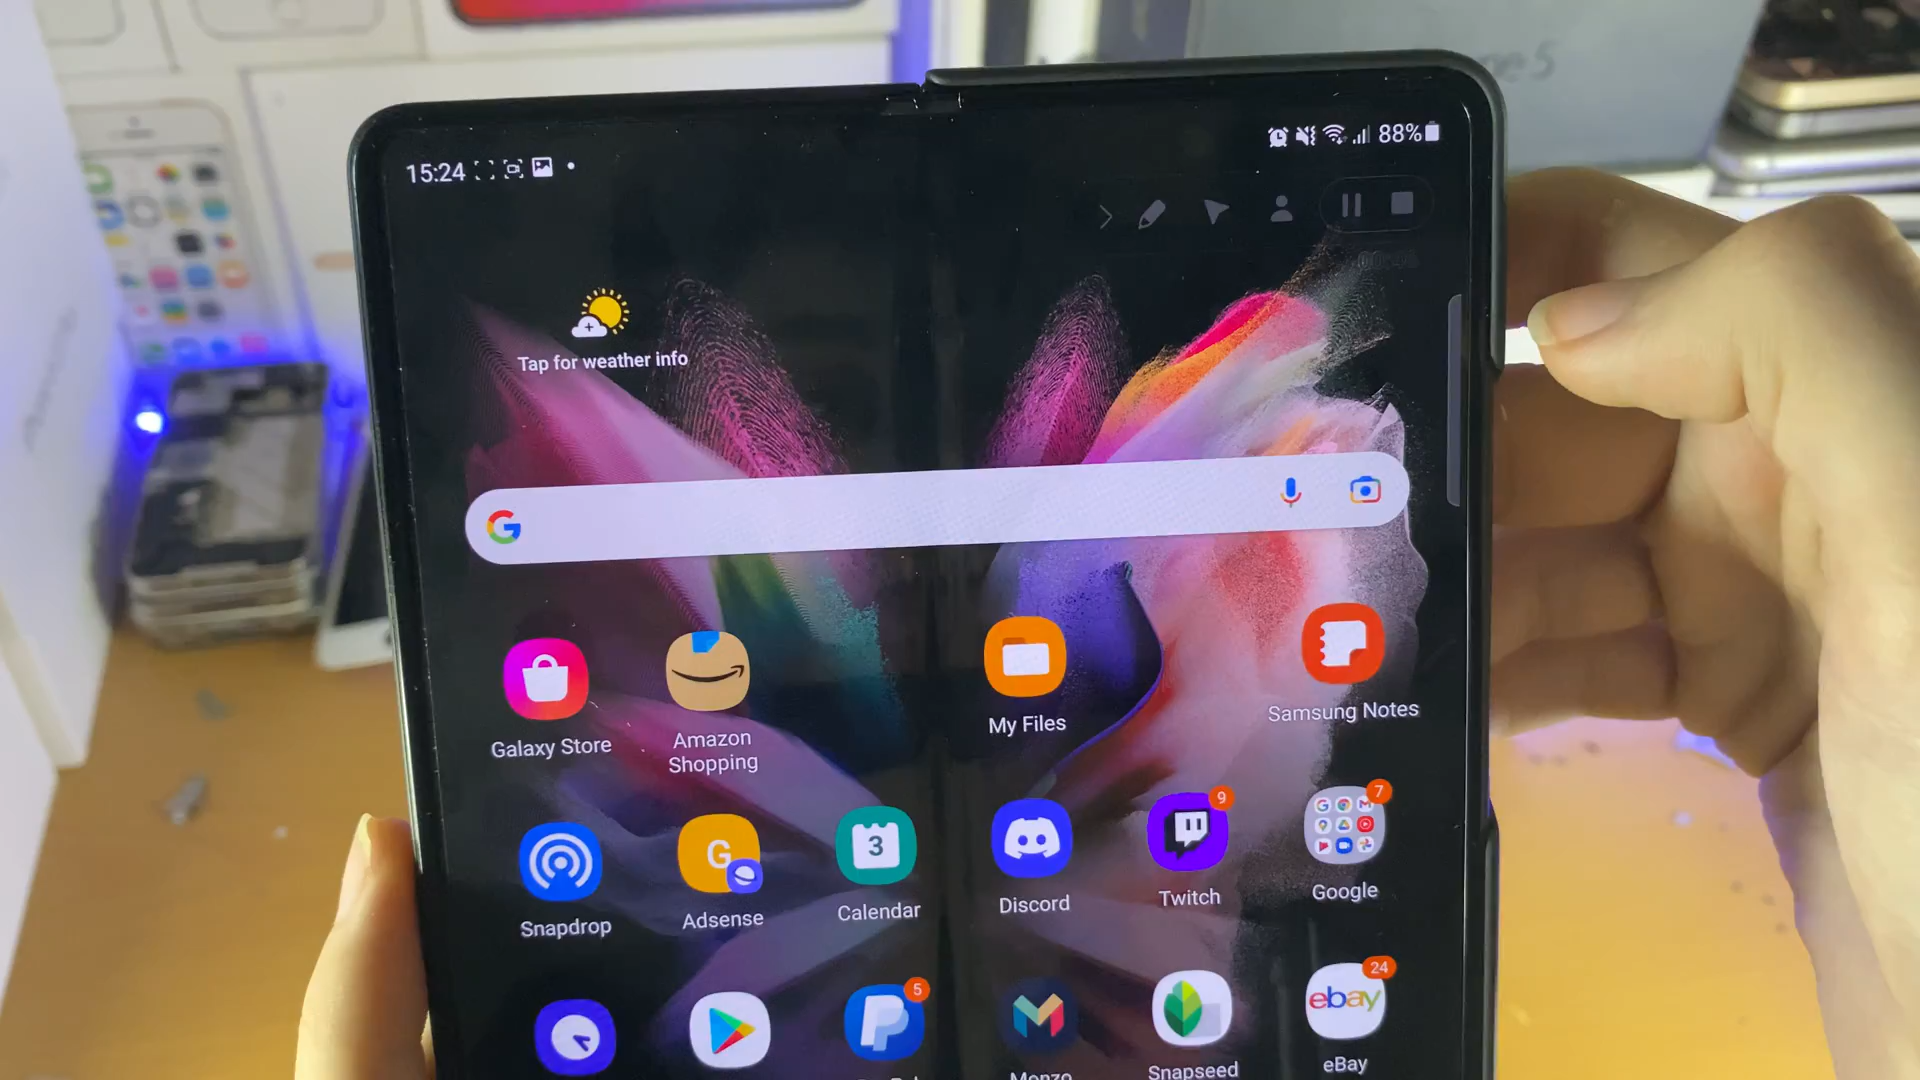 15:24
88%
Tap for weather info
Galaxy Store
Amazon
Shopping
My Files
Samsung Notes
9
7
G
3
Snapdrop
Adsense
Calendar
Discord
Twitch
Google
5
24
ebay
Monzo
Snapseed
eBay